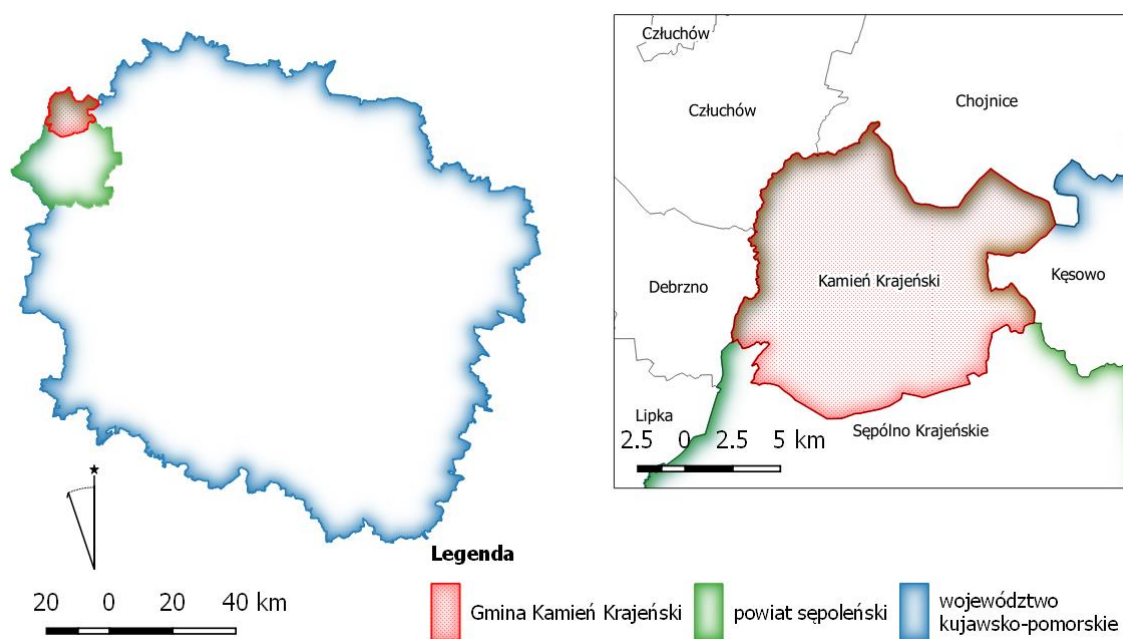 Człuchów
Człuchów
Chojnice
Debrzno
Kamień Krajeński
Kęsowo
Lipka
Sępólno Krajeńskie
2.5 0 2.5 5 km
Legenda
20 0 20 40 km
Gmina Kamień Krajeński
powiat sępoleński
województwo
kujawsko-pomorskie